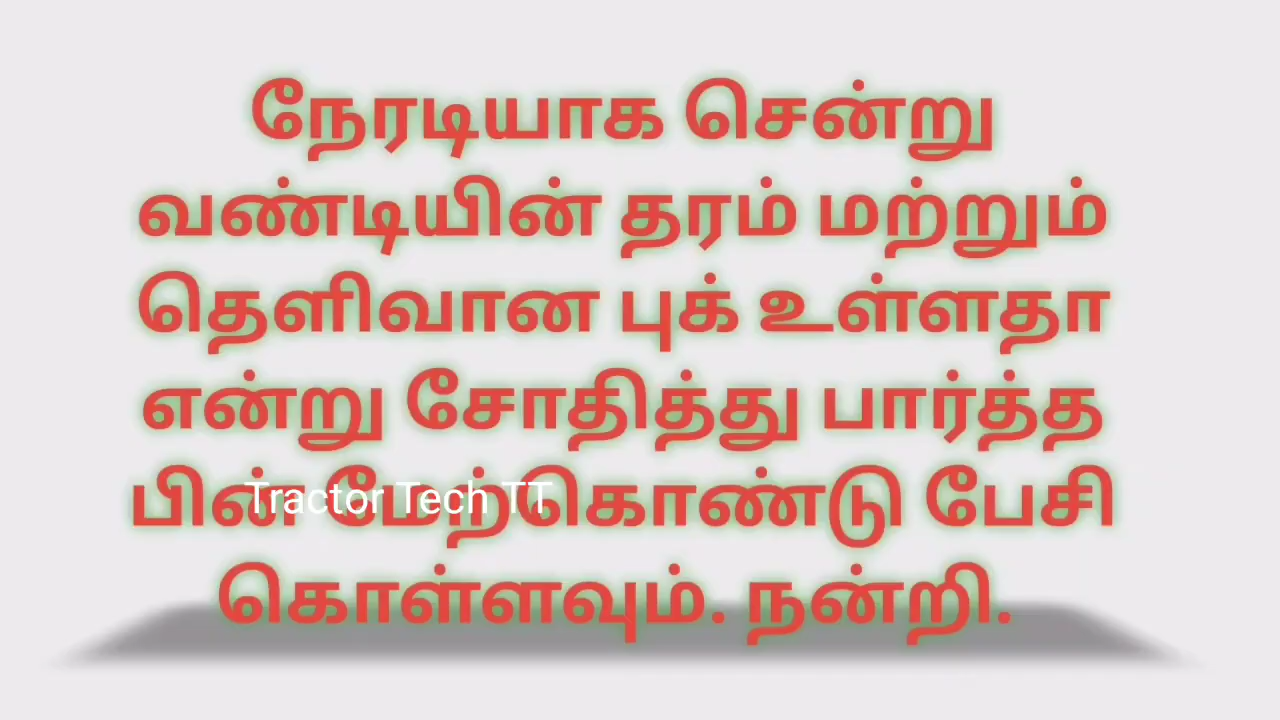 நேரடியாக சென்று
வண்டியின் தரம் மற்றும்
தெளிவான புக் உள்ளதா
என்று சோதித்து பார்த்த
பின் மேற்கொண்டு பேசி
Tractor Tech TT
கொள்ளவும். நன்றி.